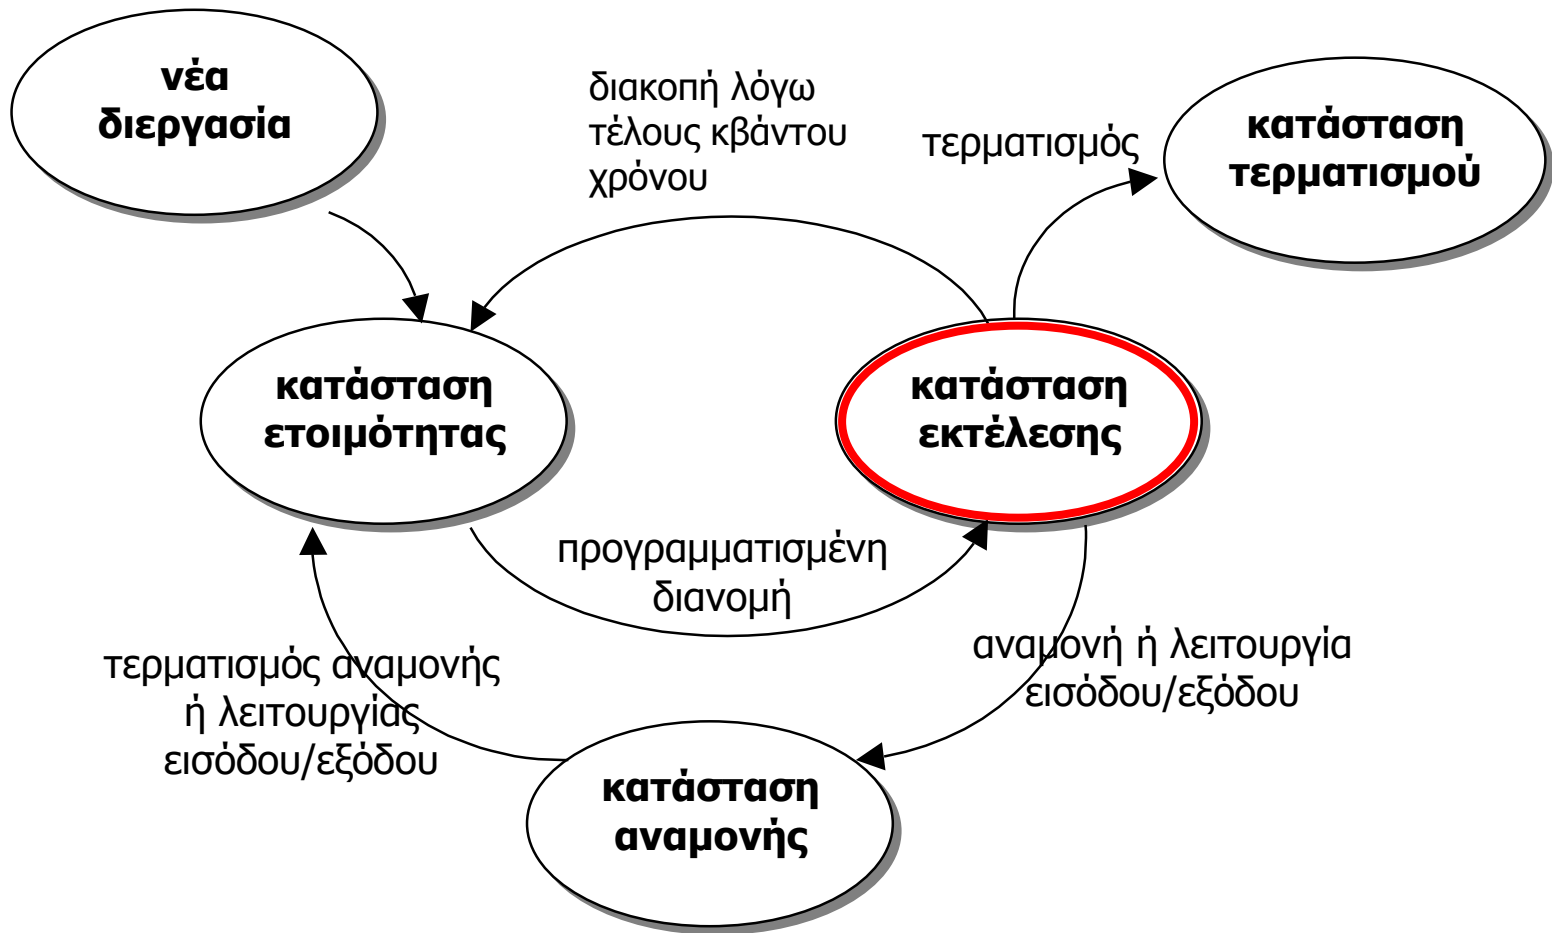 νέα
διεργασία
διακοπή λόγω
τέλους κβάντου
χρόνου
τερματισμός
κατάσταση
τερματισμού
κατάσταση
ετοιμότητας
κατάσταση
εκτέλεσης
προγραμματισμένη
διανομή
τερματισμός αναμονής
ή λειτουργίας
εισόδου/εξόδου
αναμονή ή λειτουργία
εισόδου/εξόδου
κατάσταση
αναμονής